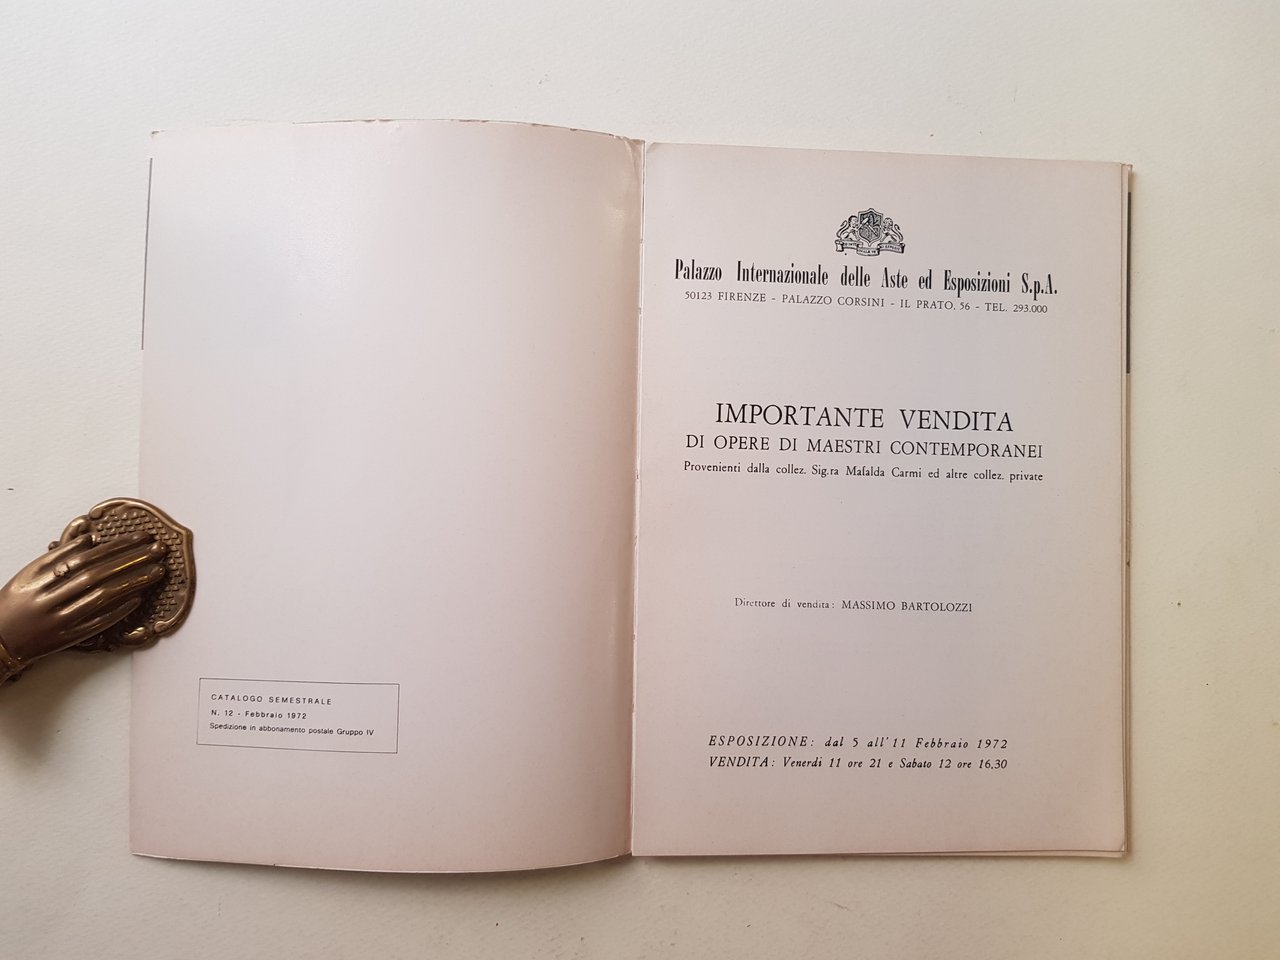 CATALOGO SEMESTRALE
N. 12 - Febbraio 1972
Spedizione in abbonamento postale Gruppo IV
Palazzo Internazionale delle Aste ed Esposizioni S.p.A.
50123 FIRENZE - PALAZZO CORSINI - IL PRATO, 56 - TEL. 293.000
IMPORTANTE VENDITA
DI OPERE DI MAESTRI CONTEMPORANEI
Provenienti dalla collez. Sig.ra Mafalda Carmi ed altre collez. private
Direttore di vendita: MASSIMO BARTOLOZZI
ESPOSIZIONE: dal 5 all'11 Febbraio 1972
VENDITA: Venerdì 11 ore 21 e Sabato 12 ore 16,30